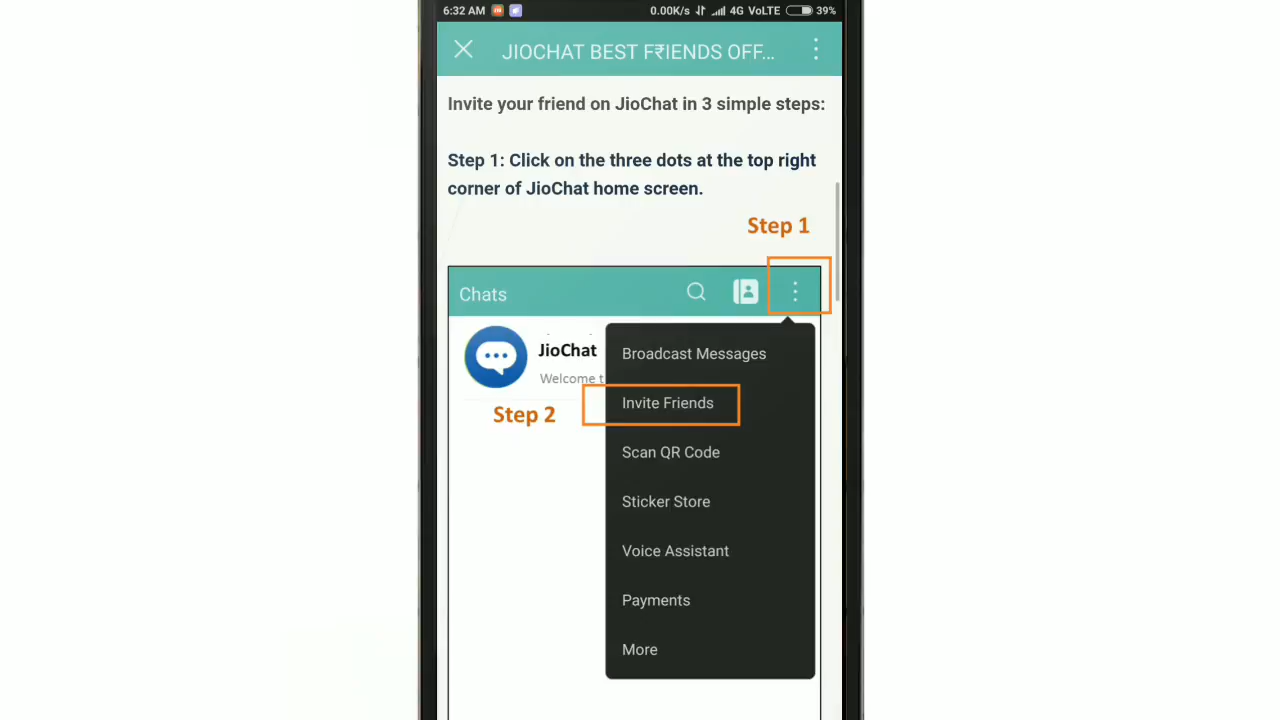 6:32 AM 0.00K/s 4G VoLTE 39%
JIOCHAT BEST F₹IENDS OFF...
Invite your friend on JioChat in 3 simple steps:
Step 1: Click on the three dots at the top right
corner of JioChat home screen.
Step 1
Chats
JioChat
Welcome t
Step 2
Broadcast Messages
Invite Friends
Scan QR Code
Sticker Store
Voice Assistant
Payments
More